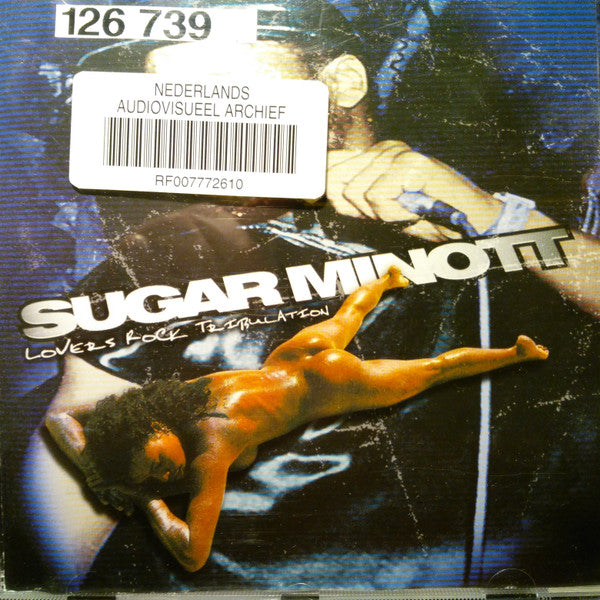 126 739
NEDERLANDS
AUDIOVISUEEL ARCHIEF
RF007772610
SUGAR MINOTT
LOVERS ROCK TRIBULATION